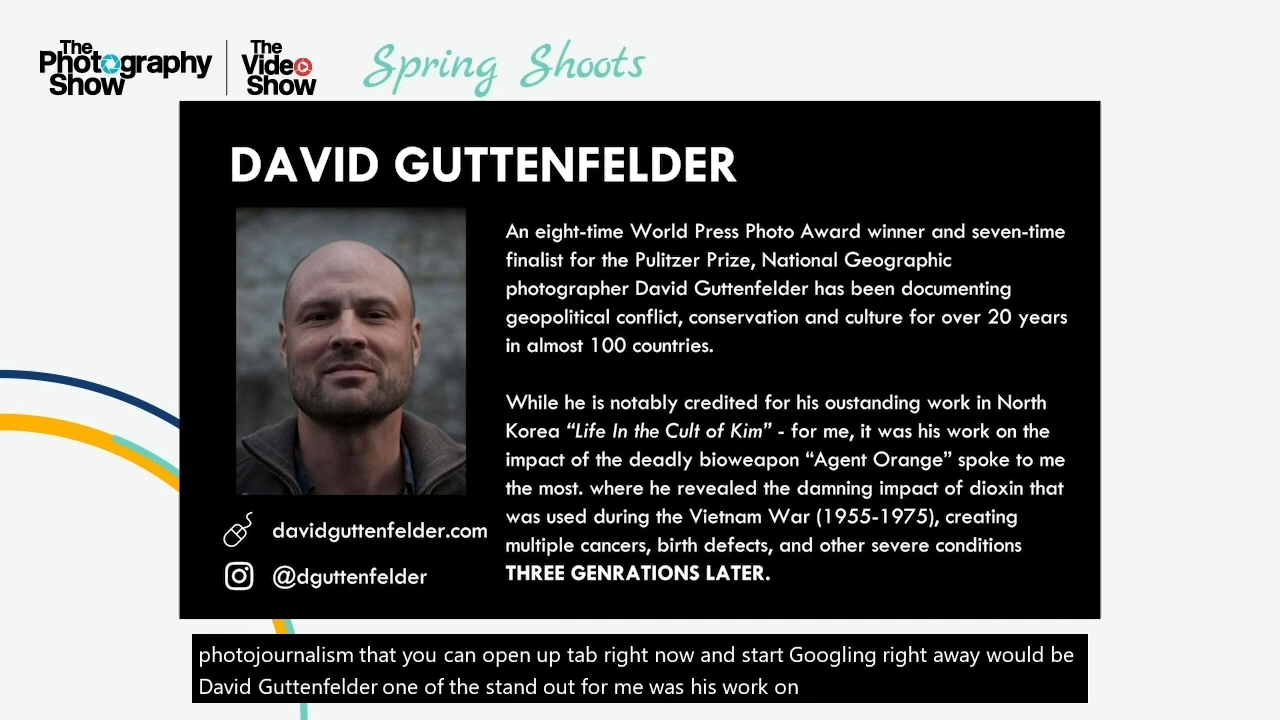 The
Photography
Show
The
Video
Show
Spring Shoots
DAVID GUTTENFELDER
An eight-time World Press Photo Award winner and seven-time
finalist for the Pulitzer Prize, National Geographic
photographer David Guttenfelder has been documenting
geopolitical conflict, conservation and culture for over 20 years
in almost 100 countries.
While he is notably credited for his oustanding work in North
Korea “Life In the Cult of Kim” - for me, it was his work on the
impact of the deadly bioweapon “Agent Orange” spoke to me
the most. where he revealed the damning impact of dioxin that
was used during the Vietnam War (1955-1975), creating
multiple cancers, birth defects, and other severe conditions
THREE GENRATIONS LATER.
davidguttenfelder.com
@dguttenfelder
photojournalism that you can open up tab right now and start Googling right away would be
David Guttenfelder one of the stand out for me was his work on